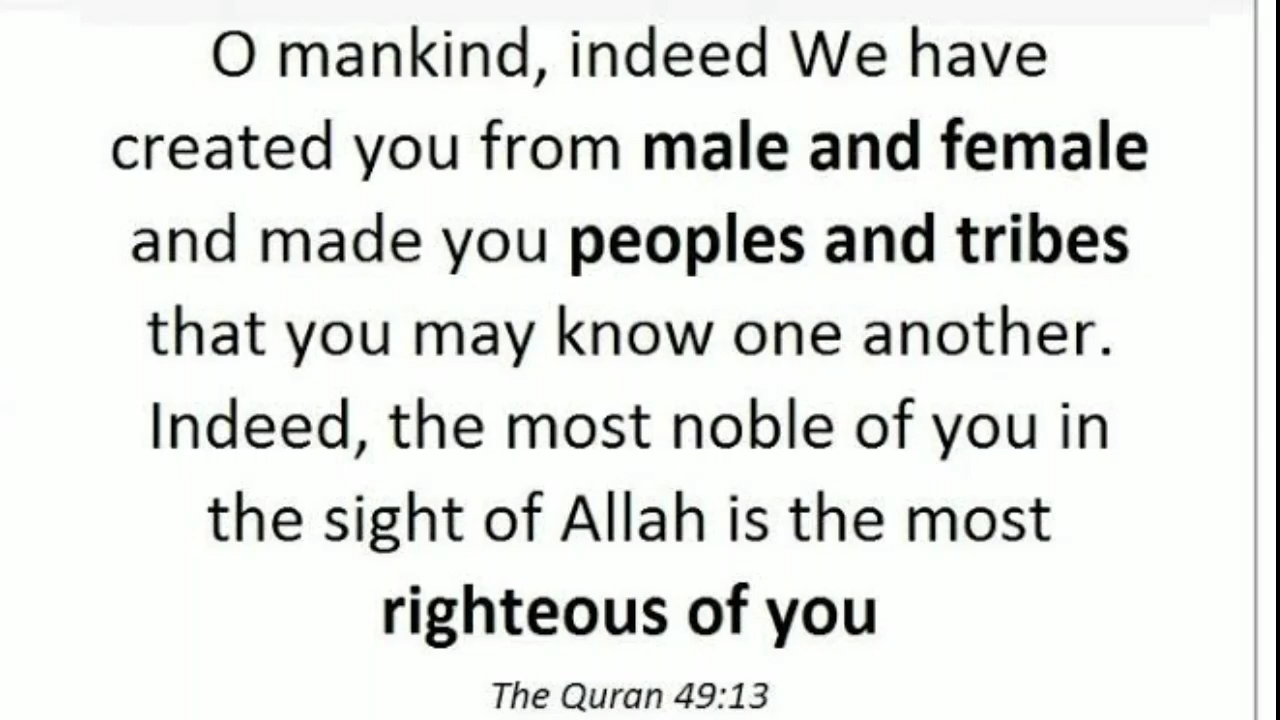 O mankind, indeed We have
created you from male and female
and made you peoples and tribes
that you may know one another.
Indeed, the most noble of you in
the sight of Allah is the most
righteous of you
The Quran 49:13